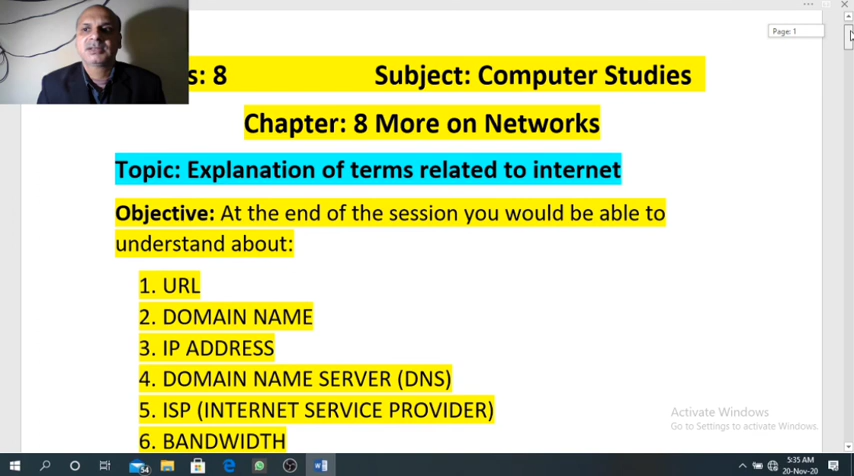 Page: 1
s: 8 Subject: Computer Studies
Chapter: 8 More on Networks
Topic: Explanation of terms related to internet
Objective: At the end of the session you would be able to
understand about:
1. URL
2. DOMAIN NAME
3. IP ADDRESS
4. DOMAIN NAME SERVER (DNS)
5. ISP (INTERNET SERVICE PROVIDER)
6. BANDWIDTH
Activate Windows
Go to Settings to activate Windows.
54
5:35 AM
20-Nov-20